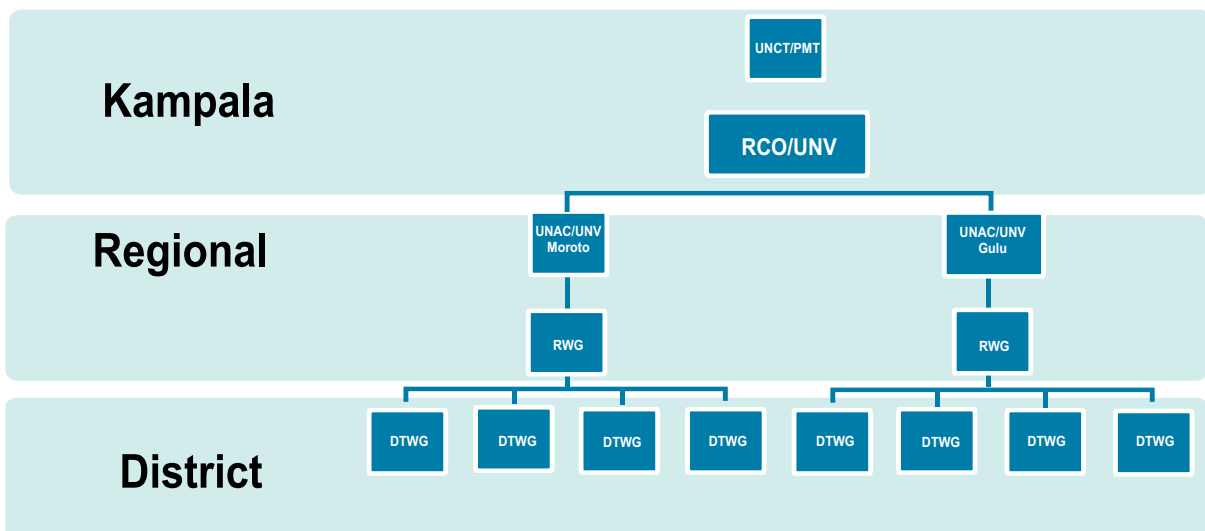 UNCT/PMT
Kampala
RCO/UNV
Regional
UNAC/UNV
Moroto
UNAC/UNV
Gulu
RWG
RWG
DTWG
DTWG
DTWG
DTWG
DTWG
DTWG
DTWG
DTWG
District